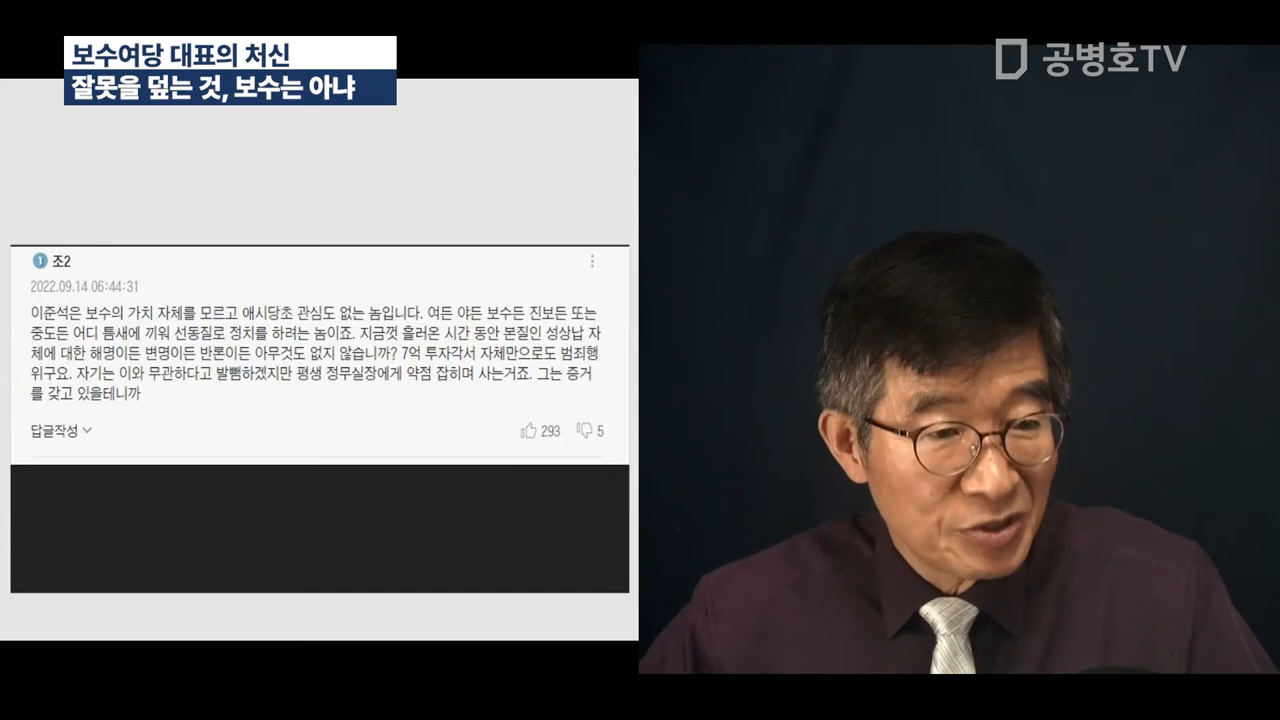 보수여당 대표의 처신
잘못을 덮는 것, 보수는 아냐
공병호TV
1 조2
2022.09.14 06:44:31
이준석은 보수의 가치 자체를 모르고 애시당초 관심도 없는 놈입니다. 여든 야든 보수든 진보든 또는
중도든 어디 틈새에 끼워 선동질로 정치를 하려는 놈이죠. 지금껏 흘러온 시간 동안 본질인 성상납 자
체에 대한 해명이든 변명이든 반론이든 아무것도 없지 않습니까? 7억 투자각서 자체만으로도 범죄행
위구요. 자기는 이와 무관하다고 발뺌하겠지만 평생 정무실장에게 약점 잡히며 사는거죠. 그는 증거
를 갖고 있을테니까
답글작성
293 5